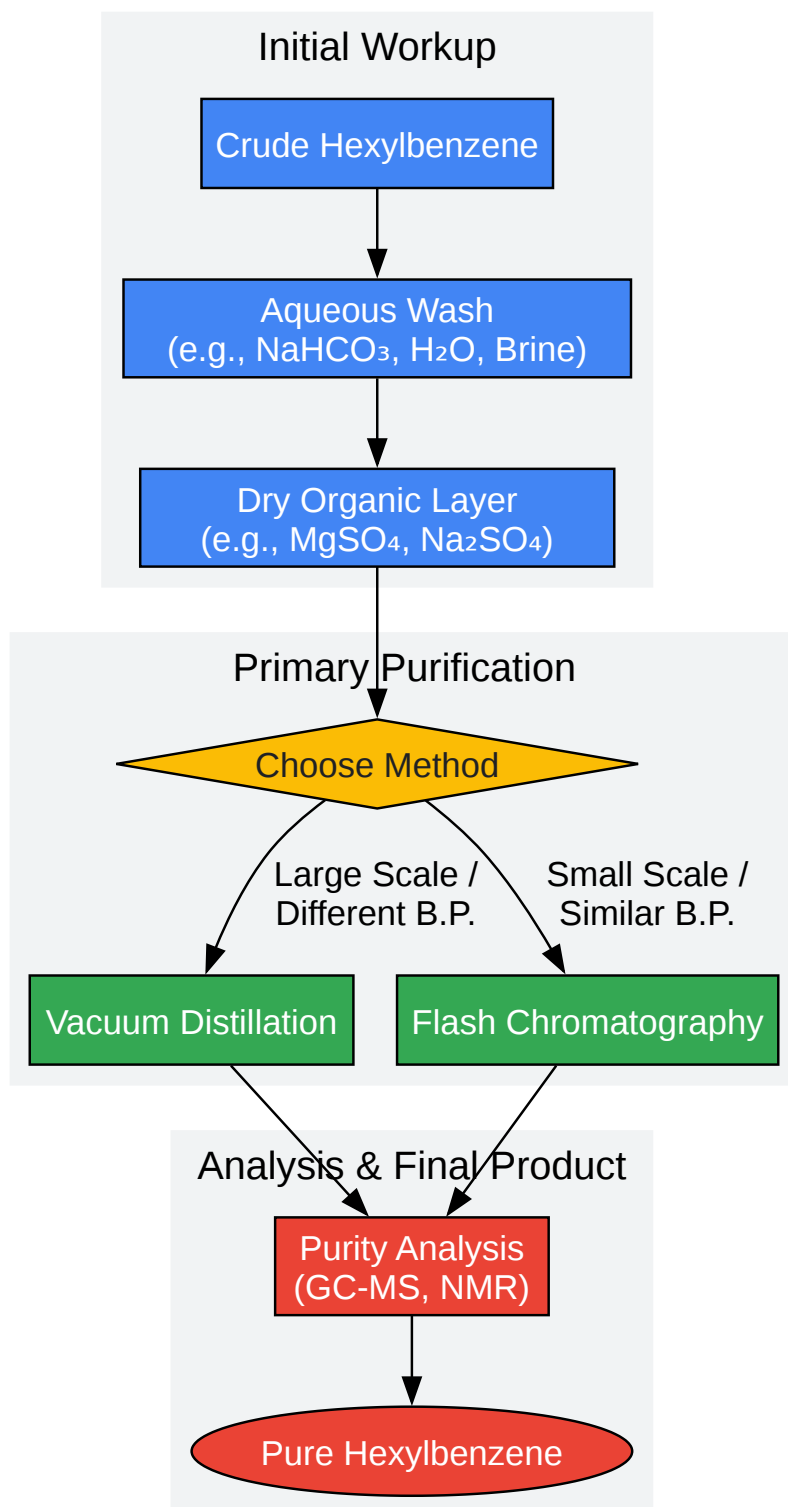 Initial Workup
Crude Hexylbenzene
Aqueous Wash
(e.g., NaHCO₃, H₂O, Brine)
Dry Organic Layer
(e.g., MgSO₄, Na₂SO₄)
Primary Purification
Choose Method
Large Scale /
Different B.P.
Small Scale /
Similar B.P.
Vacuum Distillation
Flash Chromatography
Analysis & Final Product
Purity Analysis
(GC-MS, NMR)
Pure Hexylbenzene